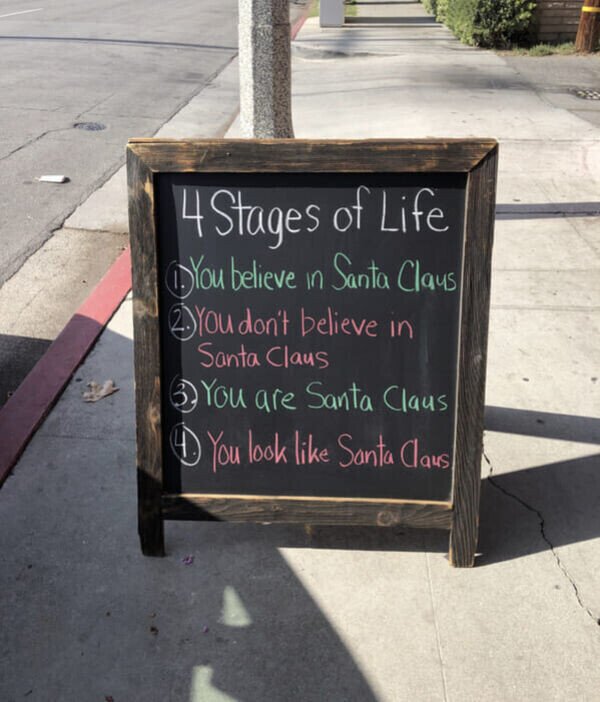 4 Stages of Life
1. You believe in Santa Claus
2. You don't believe in
Santa Claus
3. You are Santa Claus
4. You look like Santa Claus